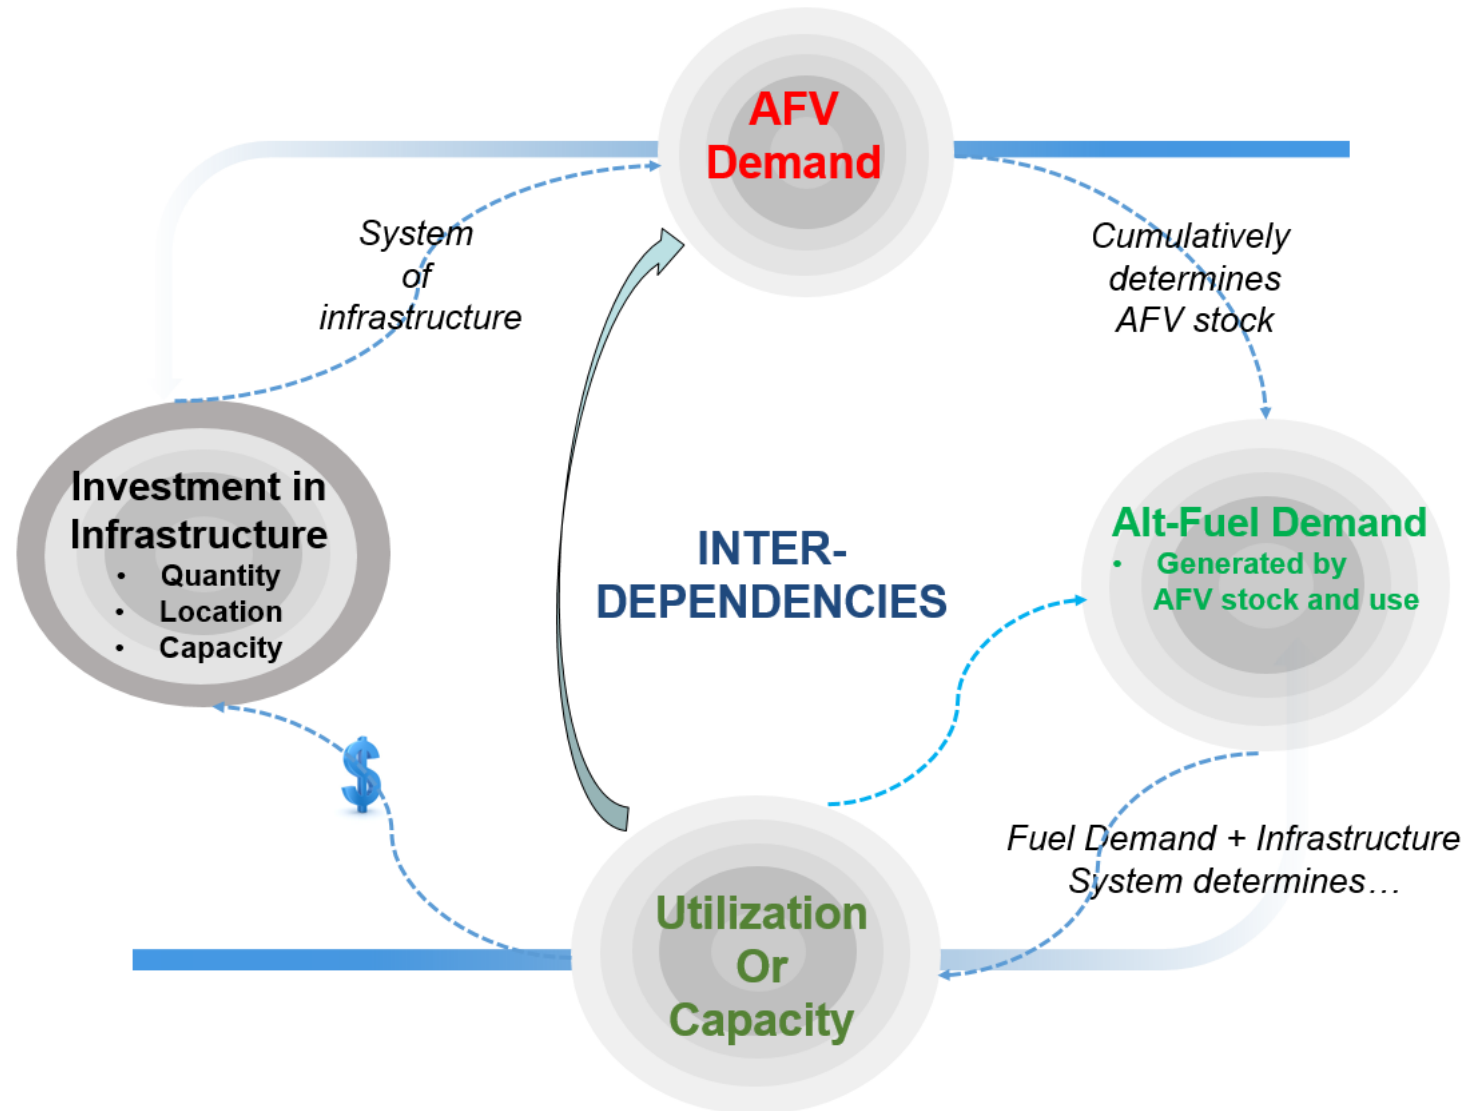 AFV
Demand
System
of
infrastructure
Cumulatively
determines
AFV stock
Investment in
Infrastructure
• Quantity
• Location
• Capacity
INTER-
DEPENDENCIES
Alt-Fuel Demand
• Generated by
AFV stock and use
$
Fuel Demand + Infrastructure
System determines…
Utilization
Or
Capacity